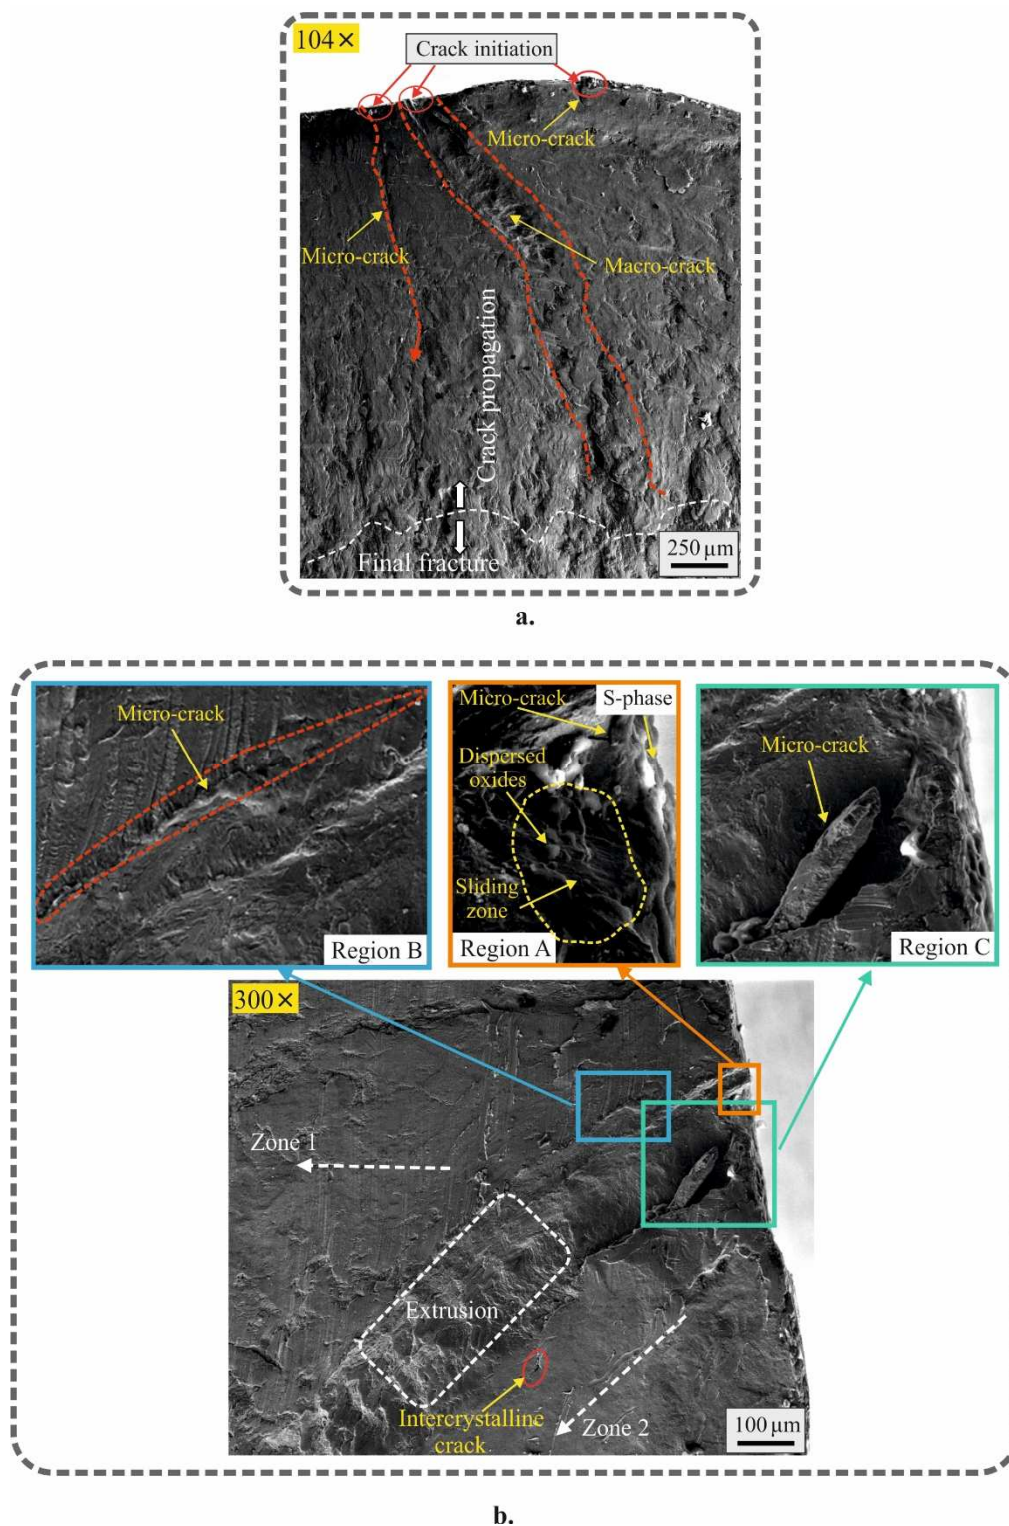 104×
Crack initiation
Micro-crack
Micro-crack
Macro-crack
Crack propagation
Final fracture
250 µm
a.
Micro-crack
Region B
Micro-crack
S-phase
Dispersed
oxides
Sliding
zone
Region A
Micro-crack
Region C
300×
Zone 1
Extrusion
Intercrystalline
crack
Zone 2
100 µm
b.